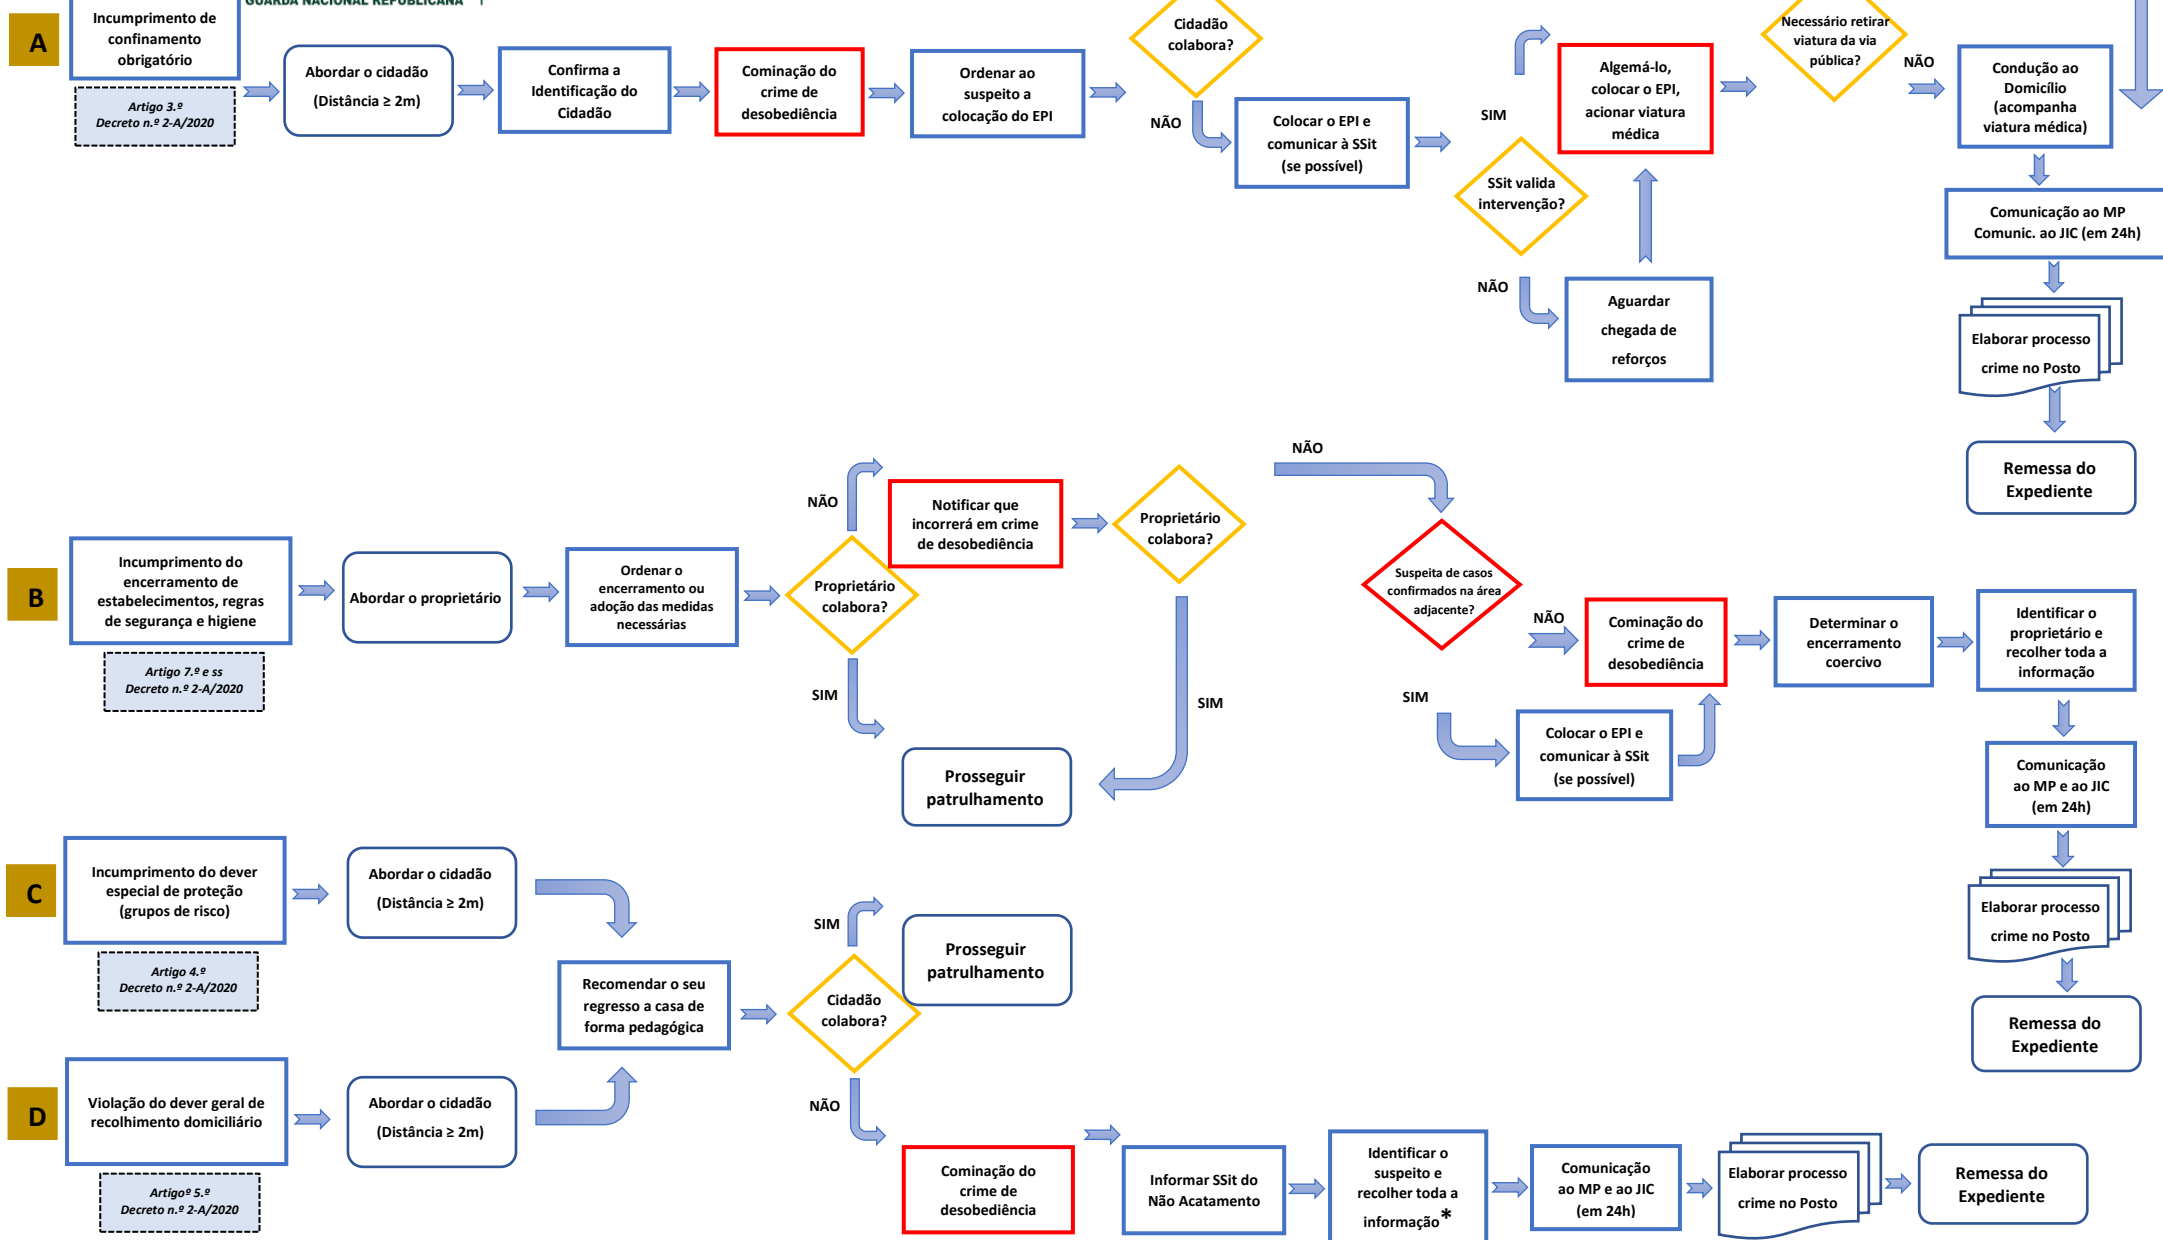 GUARDA NACIONAL REPUBLICANA
A
Incumprimento de
confinamento
obrigatório
Artigo 3.º
Decreto n.º 2-A/2020
Abordar o cidadão
(Distância ≥ 2m)
Confirma a
Identificação do
Cidadão
Cominação do
crime de
desobediência
Ordenar ao
suspeito a
colocação do EPI
Cidadão
colabora?
NÃO
Colocar o EPI e
comunicar à SSit
(se possível)
SIM
SSit valida
intervenção?
NÃO
Algemá-lo,
colocar o EPI,
acionar viatura
médica
Aguardar
chegada de
reforços
Necessário retirar
viatura da via
pública?
NÃO
Condução ao
Domicílio
(acompanha
viatura médica)
Comunicação ao MP
Comunic. ao JIC (em 24h)
Elaborar processo
crime no Posto
Remessa do
Expediente
B
Incumprimento do
encerramento de
estabelecimentos, regras
de segurança e higiene
Artigo 7.º e ss
Decreto n.º 2-A/2020
Abordar o proprietário
Ordenar o
encerramento ou
adoção das medidas
necessárias
NÃO
Proprietário
colabora?
SIM
Notificar que
incorrerá em crime
de desobediência
Proprietário
colabora?
SIM
Prosseguir
patrulhamento
NÃO
Suspeita de casos
confirmados na área
adjacente?
NÃO
SIM
Colocar o EPI e
comunicar à SSit
(se possível)
Cominação do
crime de
desobediência
Determinar o
encerramento
coercivo
Identificar o
proprietário e
recolher toda a
informação
Comunicação
ao MP e ao JIC
(em 24h)
Elaborar processo
crime no Posto
Remessa do
Expediente
C
Incumprimento do dever
especial de proteção
(grupos de risco)
Artigo 4.º
Decreto n.º 2-A/2020
Abordar o cidadão
(Distância ≥ 2m)
Recomendar o seu
regresso a casa de
forma pedagógica
SIM
Cidadão
colabora?
NÃO
Prosseguir
patrulhamento
D
Violação do dever geral de
recolhimento domiciliário
Artigoº 5.º
Decreto n.º 2-A/2020
Abordar o cidadão
(Distância ≥ 2m)
Cominação do
crime de
desobediência
Informar SSit do
Não Acatamento
Identificar o
suspeito e
recolher toda a
informação*
Comunicação
ao MP e ao JIC
(em 24h)
Elaborar processo
crime no Posto
Remessa do
Expediente